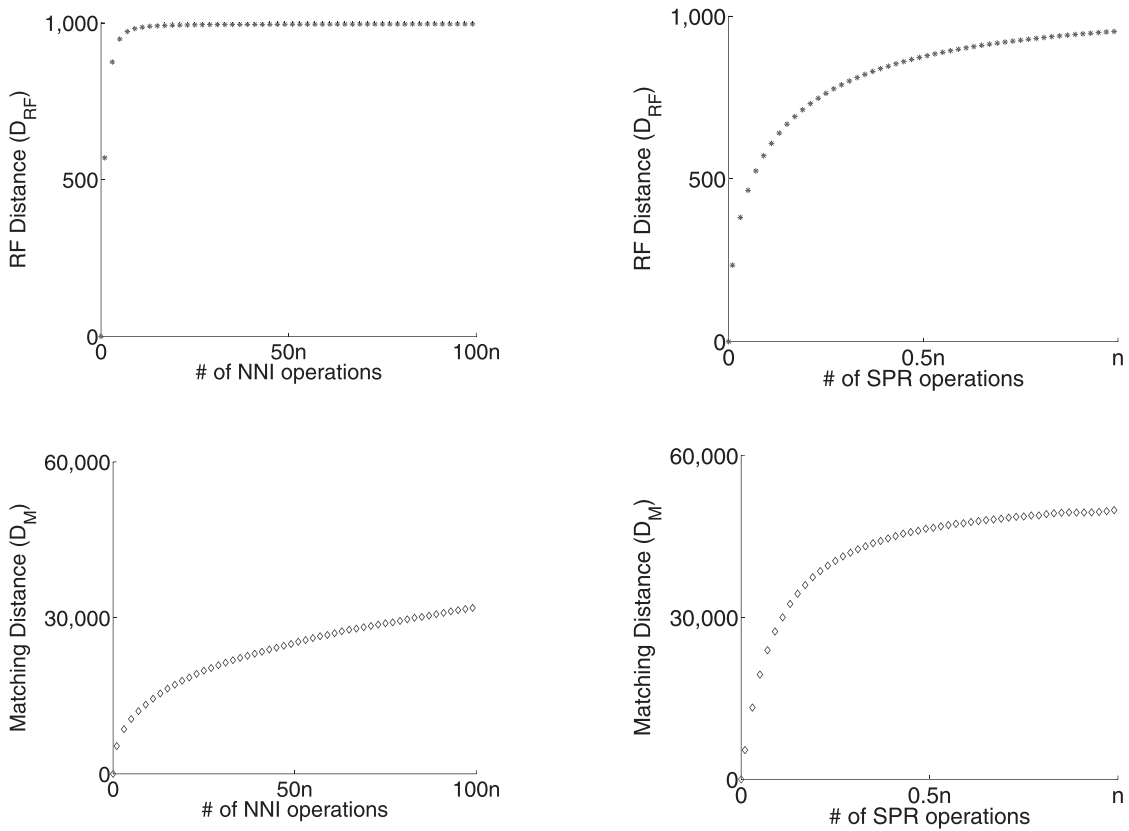 1,000
500
0
RF Distance (D_RF)
0
50n
100n
# of NNI operations
1,000
500
0
RF Distance (D_RF)
0
0.5n
n
# of SPR operations
60,000
30,000
0
Matching Distance (D_M)
0
50n
100n
# of NNI operations
60,000
30,000
0
Matching Distance (D_M)
0
0.5n
n
# of SPR operations